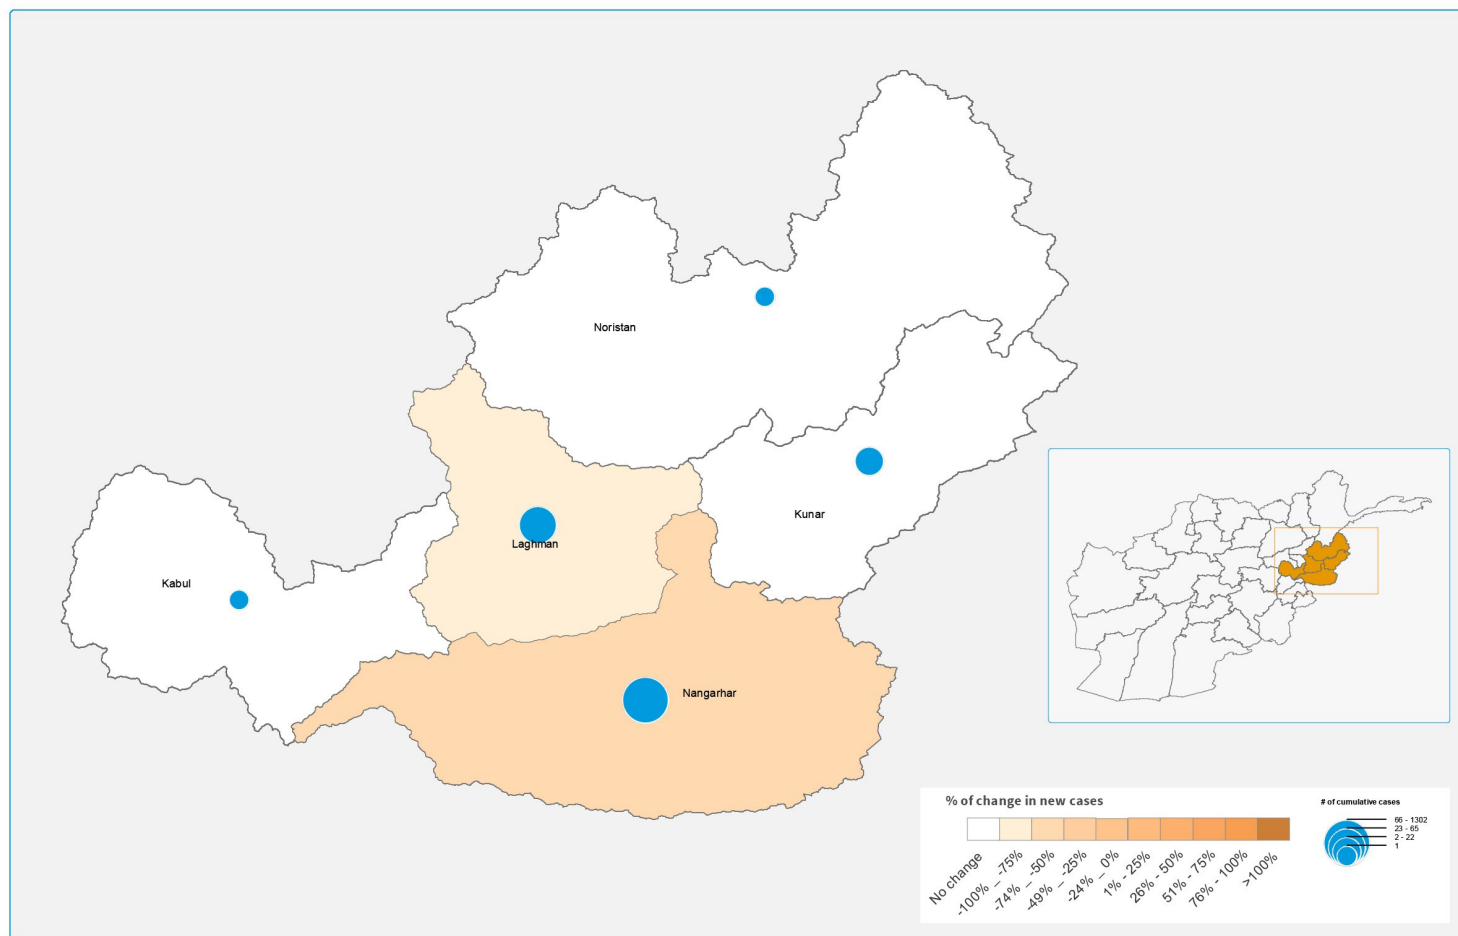 Noristan
Kunar
Laghman
Kabul
Nangarhar
% of change in new cases
No change
-100% – -75%
-74% – -50%
-49% – -25%
-24% – 0%
1% - 25%
26% - 50%
51% - 75%
76% - 100%
>100%
# of cumulative cases
66 - 1302
23 - 65
2 - 22
1